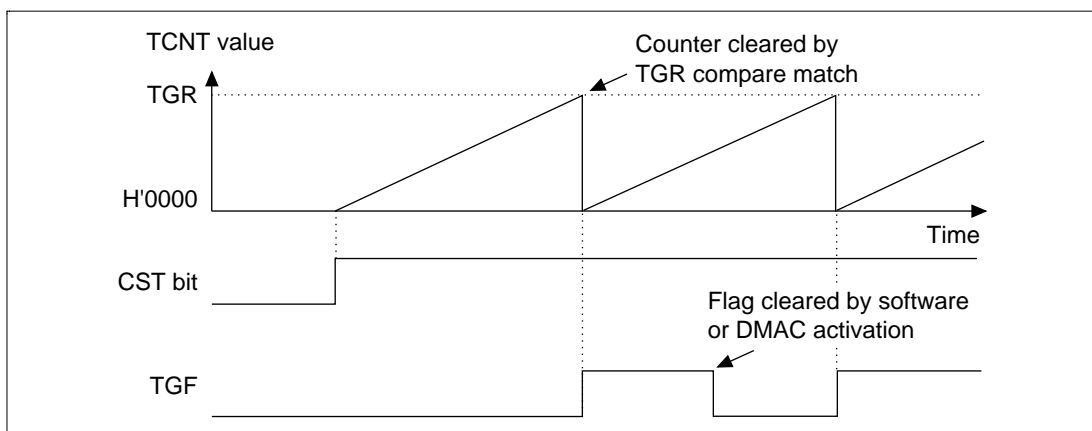 TCNT value
Counter cleared by
TGR compare match
TGR
H'0000
Time
CST bit
Flag cleared by software
or DMAC activation
TGF